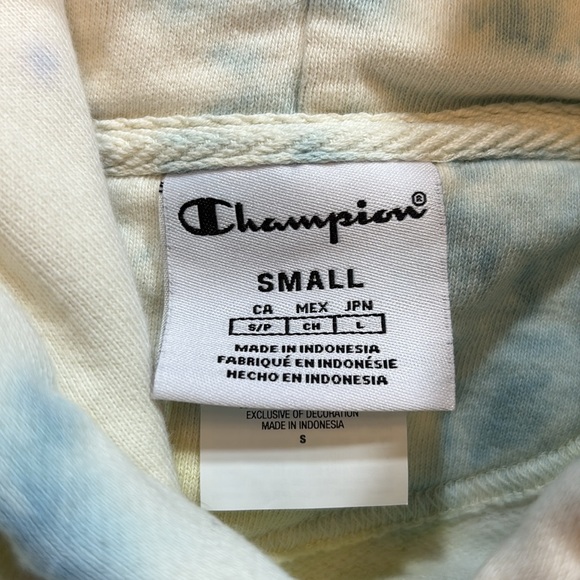 Champion®
SMALL
CA MEX JPN
S/P CH L
MADE IN INDONESIA
FABRIQUÉ EN INDONÉSIE
HECHO EN INDONESIA
EXCLUSIVE OF DECORATION
MADE IN INDONESIA
S